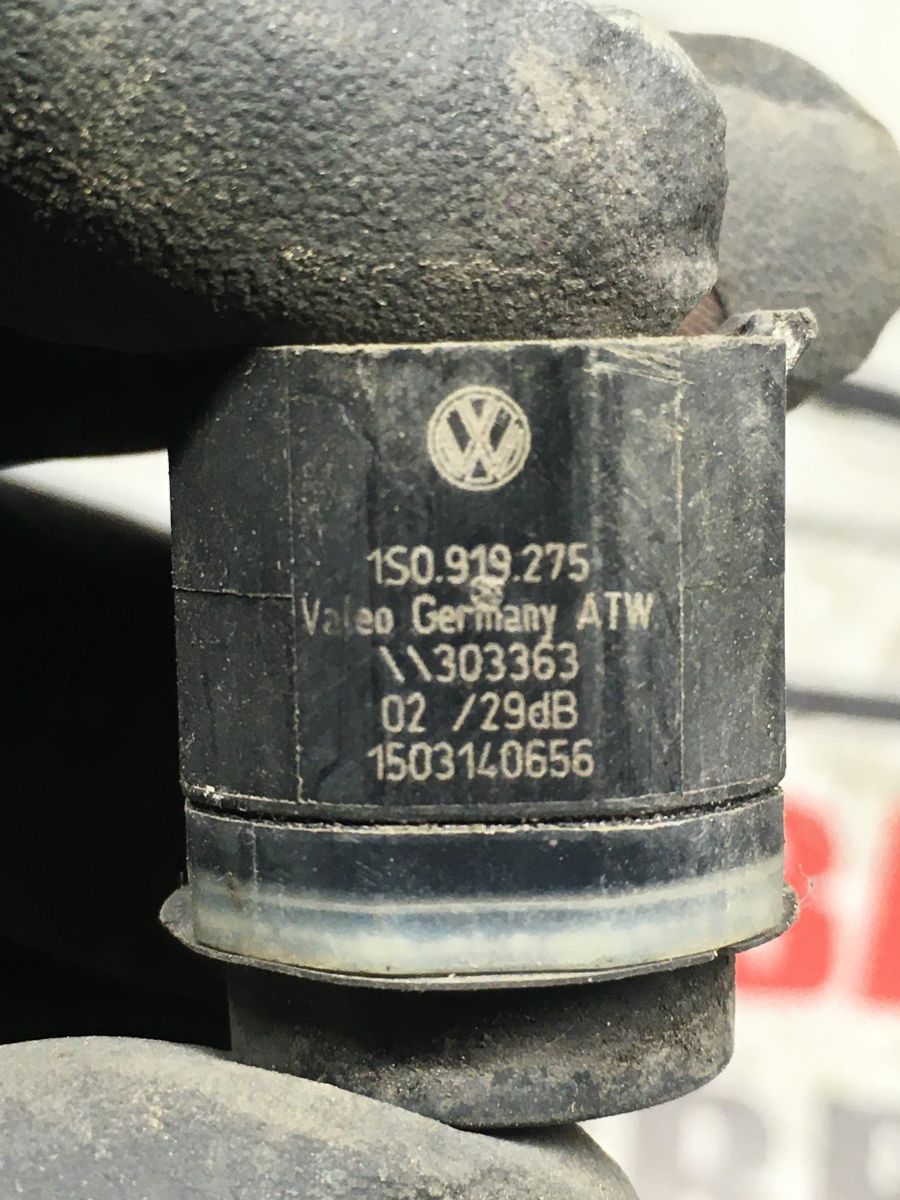 1S0.919.275
Valeo Germany ATW
\\303363
02 /29dB
1503140656